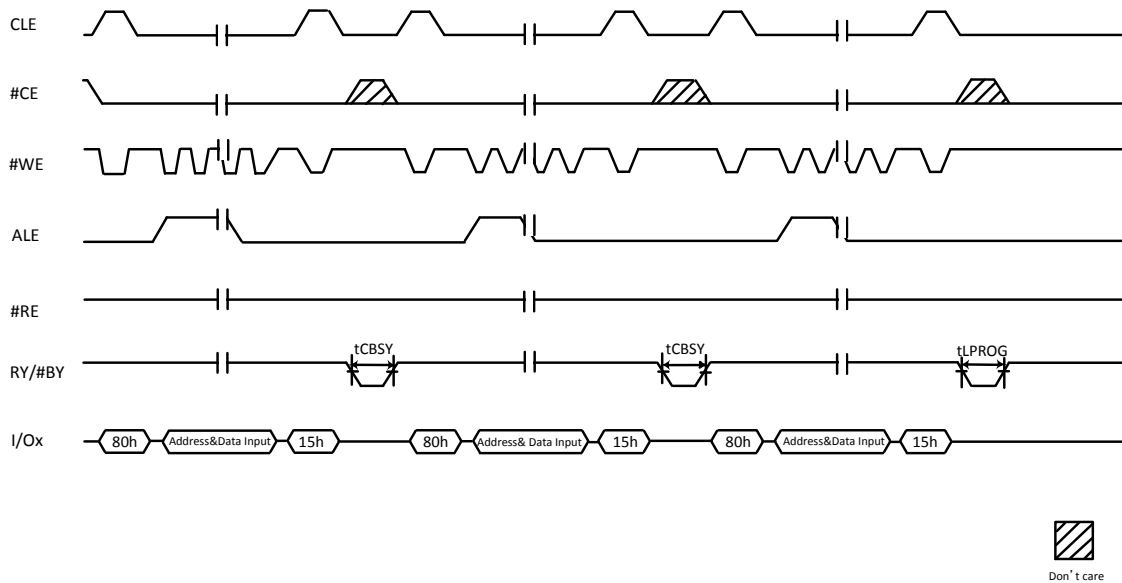 CLE
#CE
#WE
ALE
#RE
tCBSY tCBSY tLPROG
RY/#BY
I/Ox 80h Address&Data Input 15h 80h Address& Data Input 15h 80h Address&Data Input 15h
Don't care